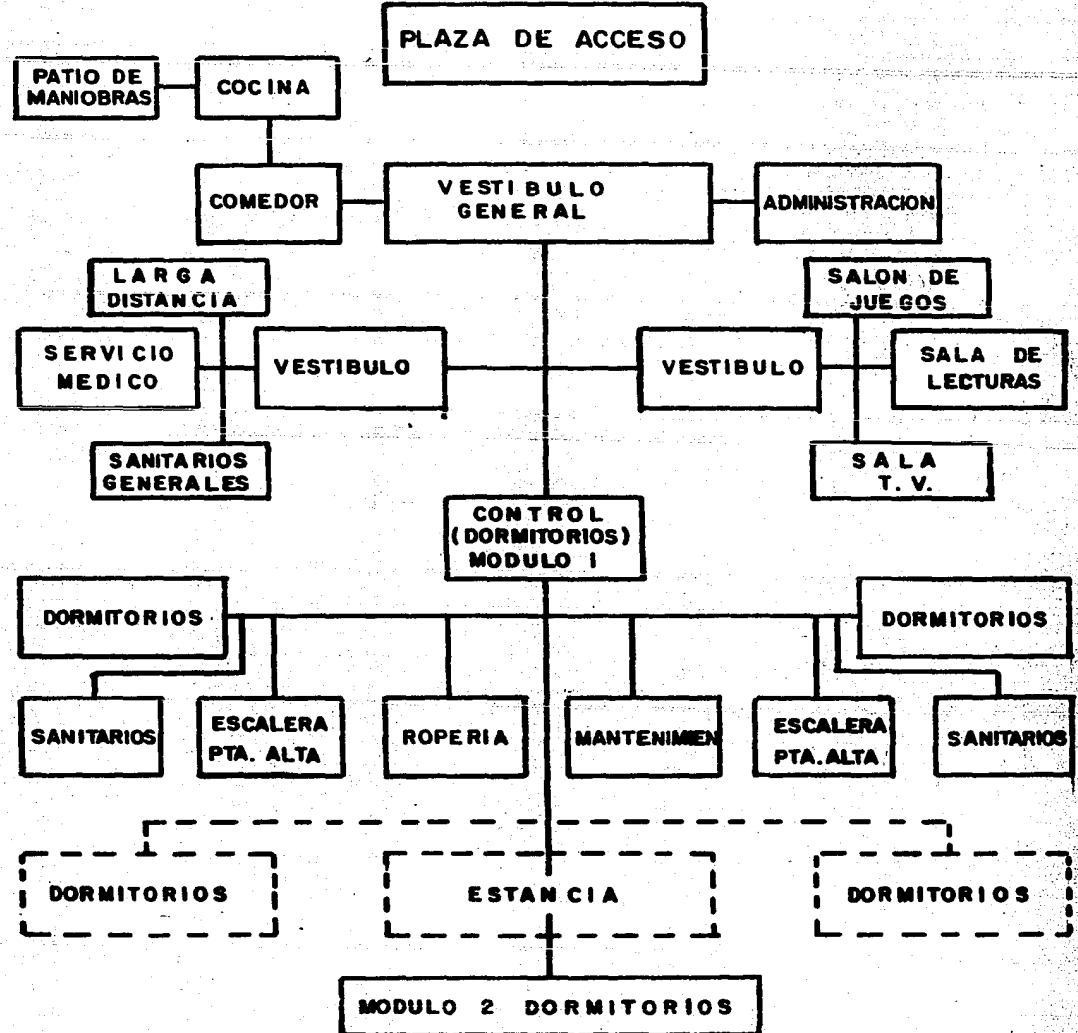 PLAZA DE ACCESO
PATIO DE
MANIOBRAS
COCINA
COMEDOR
VESTIBULO
GENERAL
ADMINISTRACION
LARGA
DISTANCIA
SALON DE
JUEGOS
SERVICIO
MEDICO
VESTIBULO
VESTIBULO
SALA DE
LECTURAS
SANITARIOS
GENERALES
SALA
T. V.
CONTROL
(DORMITORIOS)
MODULO I
DORMITORIOS
DORMITORIOS
SANITARIOS
ESCALERA
PTA. ALTA
ROPERIA
MANTENIMIEN
ESCALERA
PTA. ALTA
SANITARIOS
DORMITORIOS
ESTANCIA
DORMITORIOS
MODULO 2 DORMITORIOS